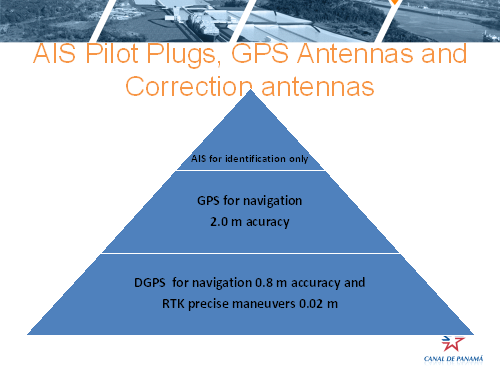 AIS Pilot Plugs, GPS Antennas and
Correction antennas
AIS for identification only
GPS for navigation
2.0 m acuracy
DGPS for navigation 0.8 m accuracy and
RTK precise maneuvers 0.02 m
CANAL DE PANAMÁ